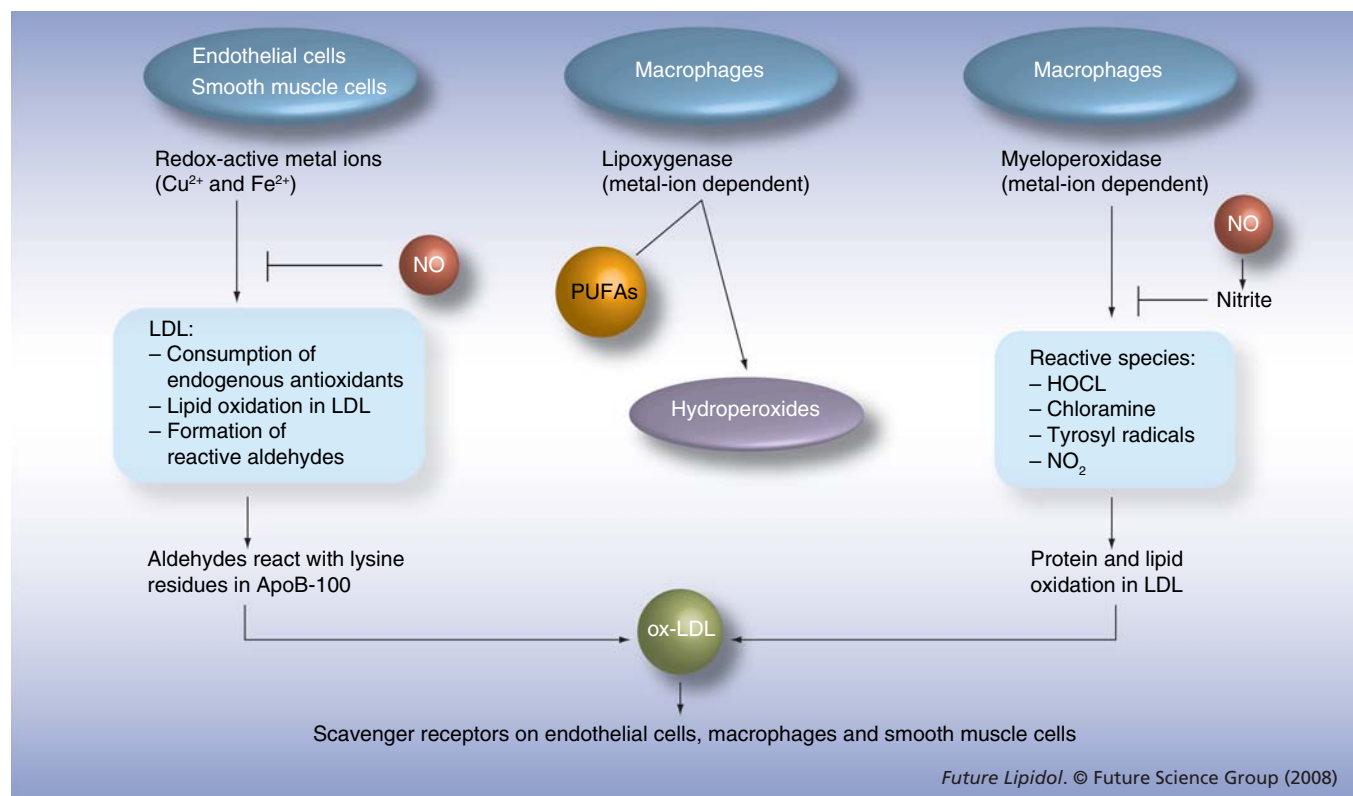 Endothelial cells
Smooth muscle cells
Macrophages
Macrophages
Redox-active metal ions
(Cu²⁺ and Fe²⁺)
Lipoxygenase
(metal-ion dependent)
Myeloperoxidase
(metal-ion dependent)
NO
NO
PUFAs
Nitrite
LDL:
– Consumption of
endogenous antioxidants
– Lipid oxidation in LDL
– Formation of
reactive aldehydes
Hydroperoxides
Reactive species:
– HOCL
– Chloramine
– Tyrosyl radicals
– NO₂
Aldehydes react with lysine
residues in ApoB-100
Protein and lipid
oxidation in LDL
ox-LDL
Scavenger receptors on endothelial cells, macrophages and smooth muscle cells
Future Lipidol. © Future Science Group (2008)